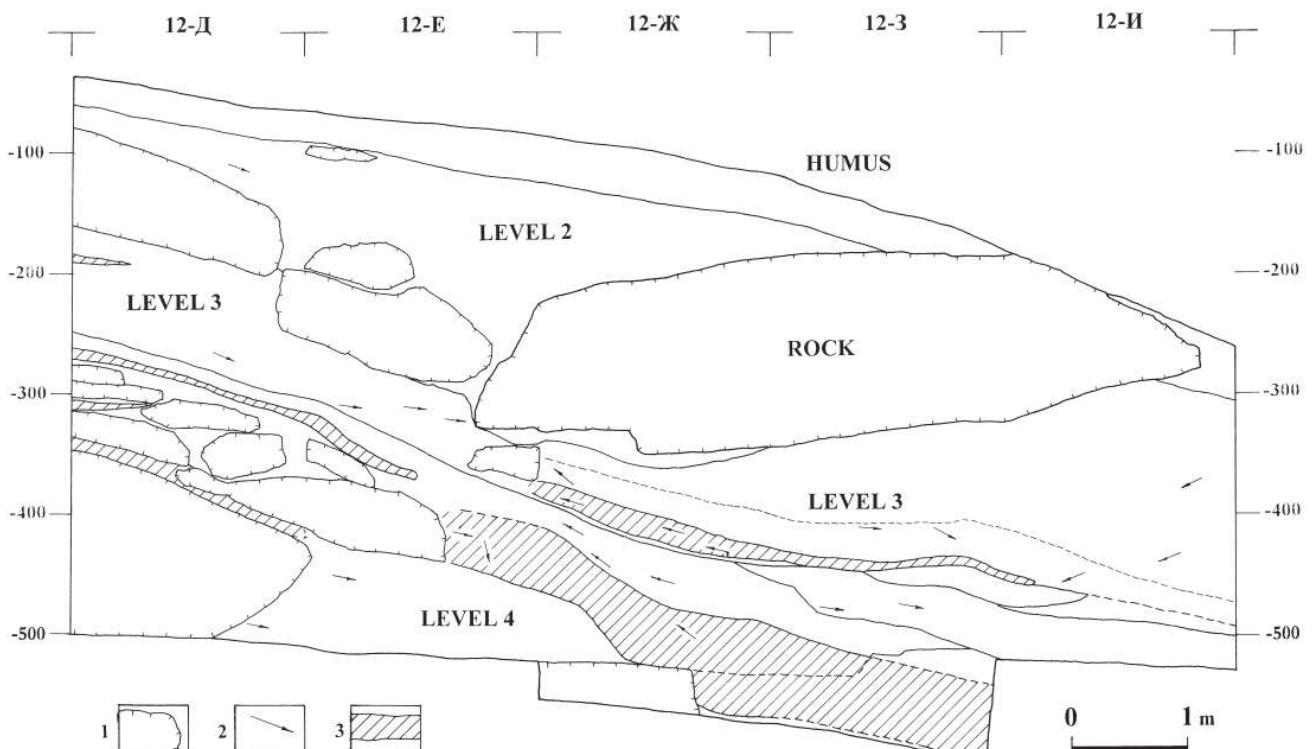 12-Д 12-Е 12-Ж 12-З 12-И
-100 HUMUS -100
LEVEL 2
-200 -200
LEVEL 3
ROCK
-300 -300
LEVEL 3
-400 -400
LEVEL 4
-500 -500
1 2 3 0 1 m